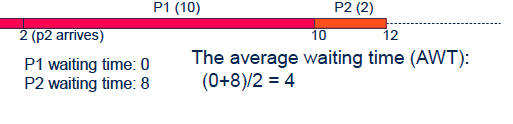 P1 (10)
P2 (2)
2 (p2 arrives)
10
12
P1 waiting time: 0
P2 waiting time: 8
The average waiting time (AWT):
(0+8)/2 = 4